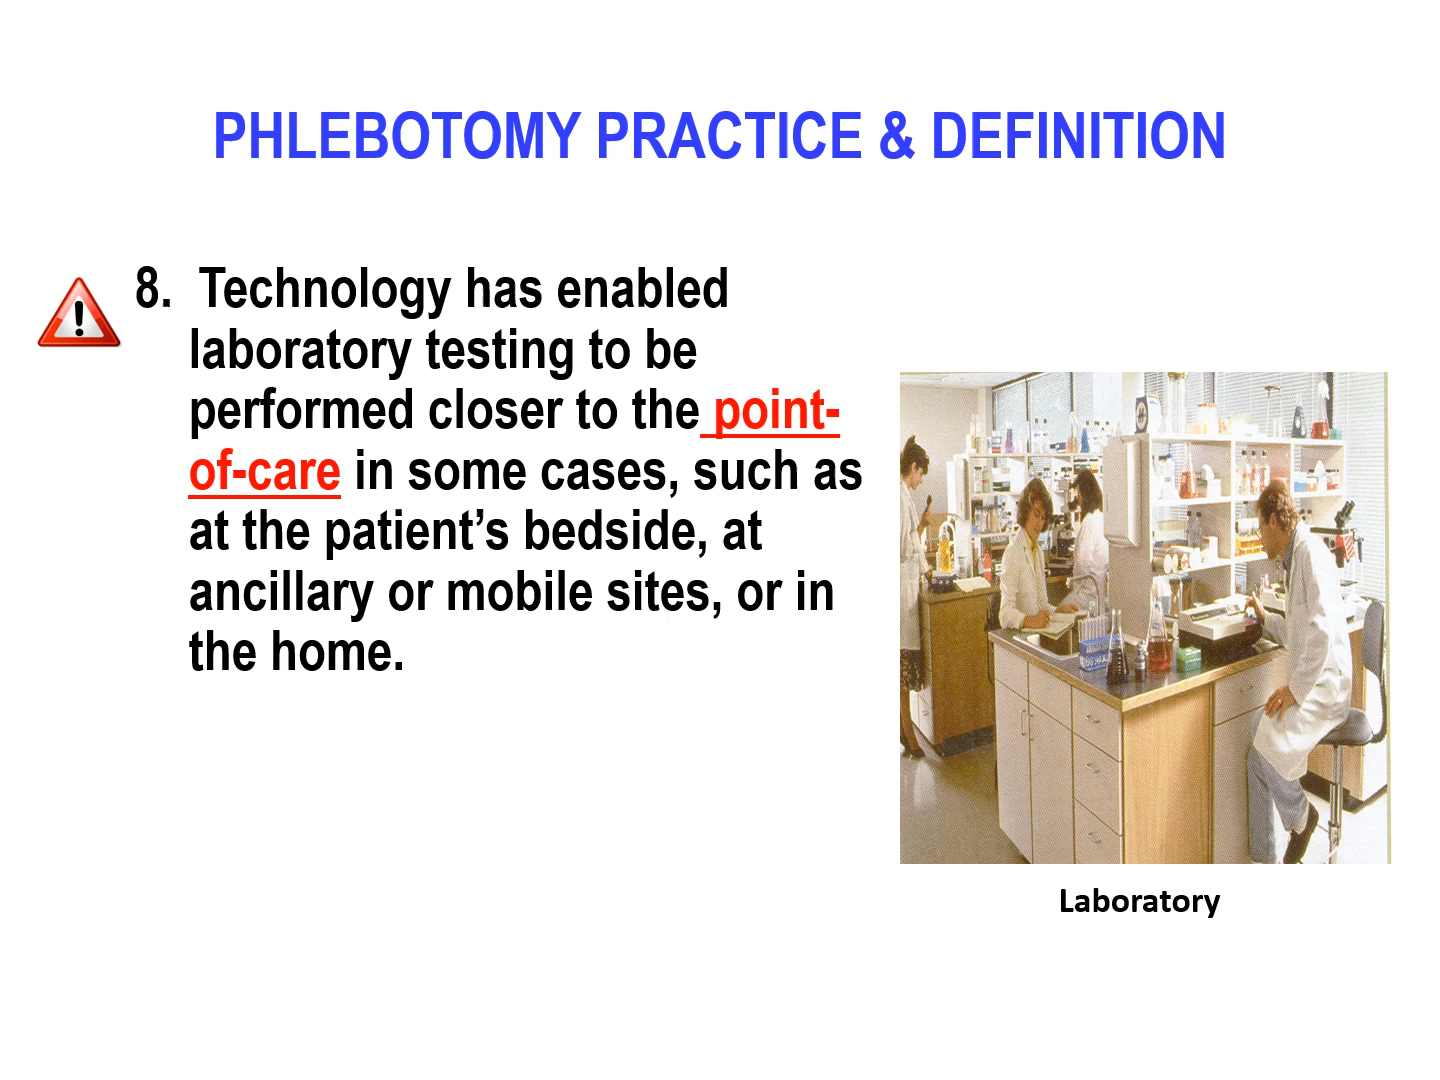 PHLEBOTOMY PRACTICE & DEFINITION
8. Technology has enabled
laboratory testing to be
performed closer to the point-
of-care in some cases, such as
at the patient’s bedside, at
ancillary or mobile sites, or in
the home.
Laboratory